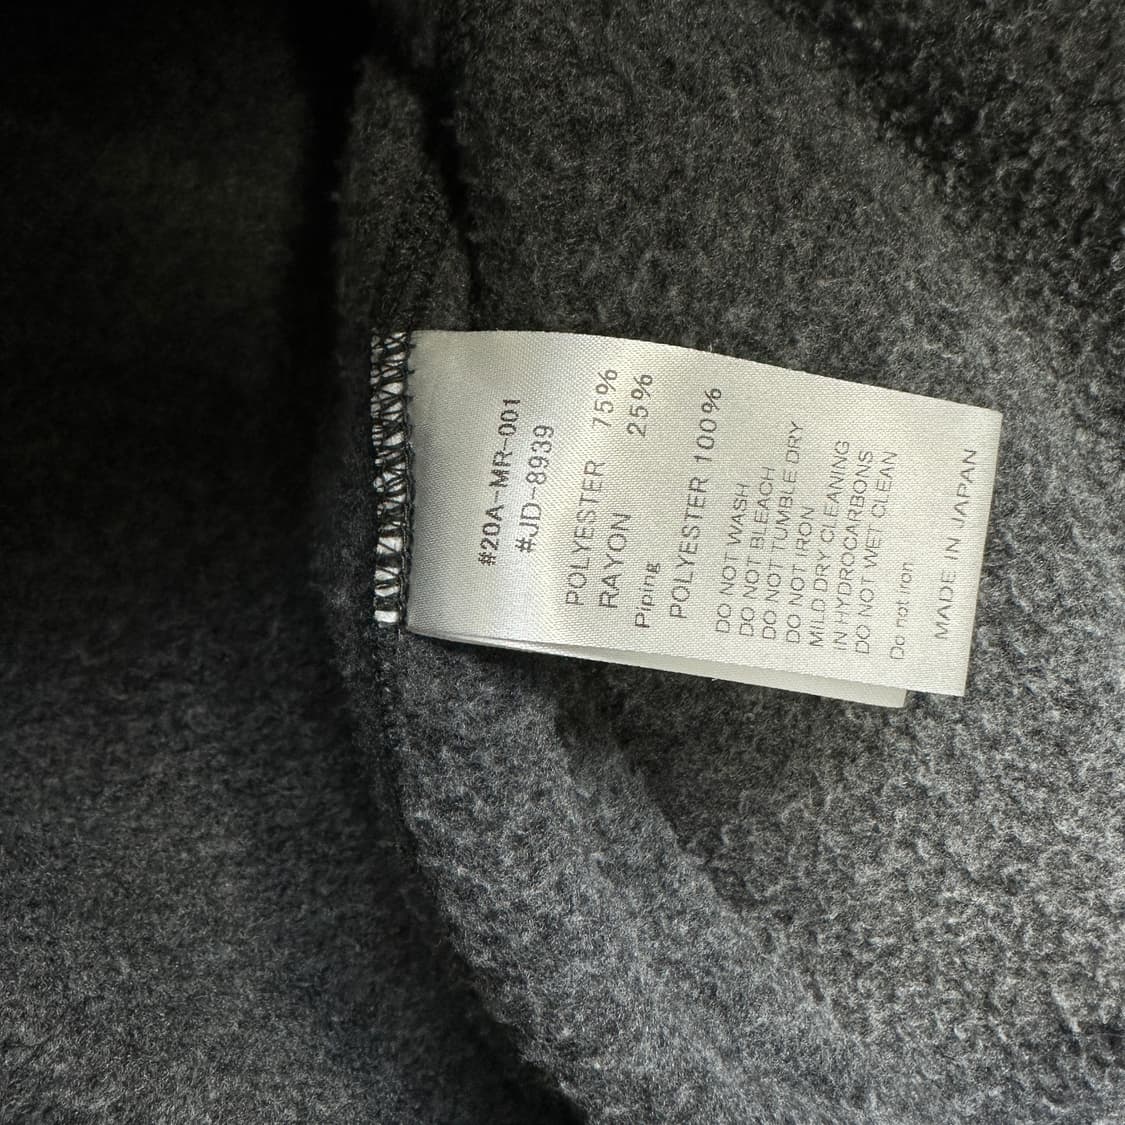 #20A-MR-001
#JD-8939
POLYESTER 75%
RAYON 25%
Piping
POLYESTER 100%
DO NOT WASH
DO NOT BLEACH
DO NOT TUMBLE DRY
DO NOT IRON
MILD DRY CLEANING
IN HYDROCARBONS
DO NOT WET CLEAN
Do not iron
MADE IN JAPAN